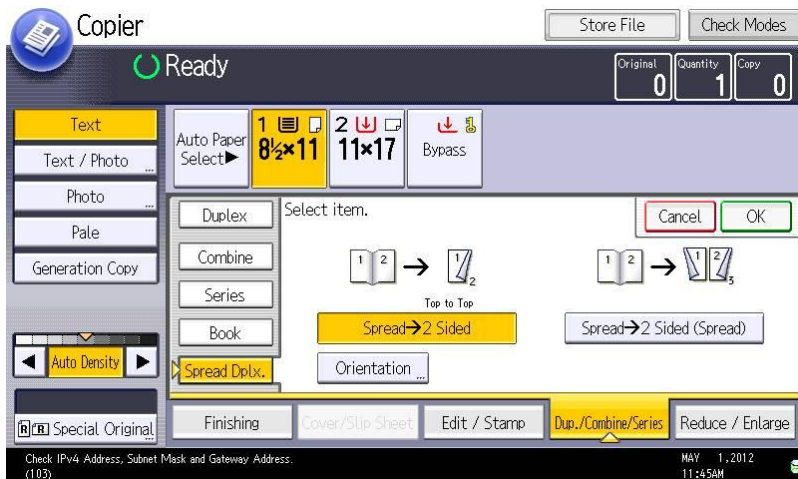 Copier
Store File
Check Modes
Ready
Original
0
Quantity
1
Copy
0
Text
Text / Photo
Photo
Pale
Generation Copy
Auto Density
R R Special Original
Auto Paper
Select▶
1
8½×11
2
11×17
1
Bypass
Duplex
Combine
Series
Book
Spread Dplx.
Select item.
Cancel
OK
1 2 → 1 2
Top to Top
Spread→2 Sided
Orientation
1 2 → 1 2 3
Spread→2 Sided (Spread)
Finishing
Cover/Slip Sheet
Edit / Stamp
Dup./Combine/Series
Reduce / Enlarge
Check IPv4 Address, Subnet Mask and Gateway Address.
(103)
MAY 1,2012
11:45AM